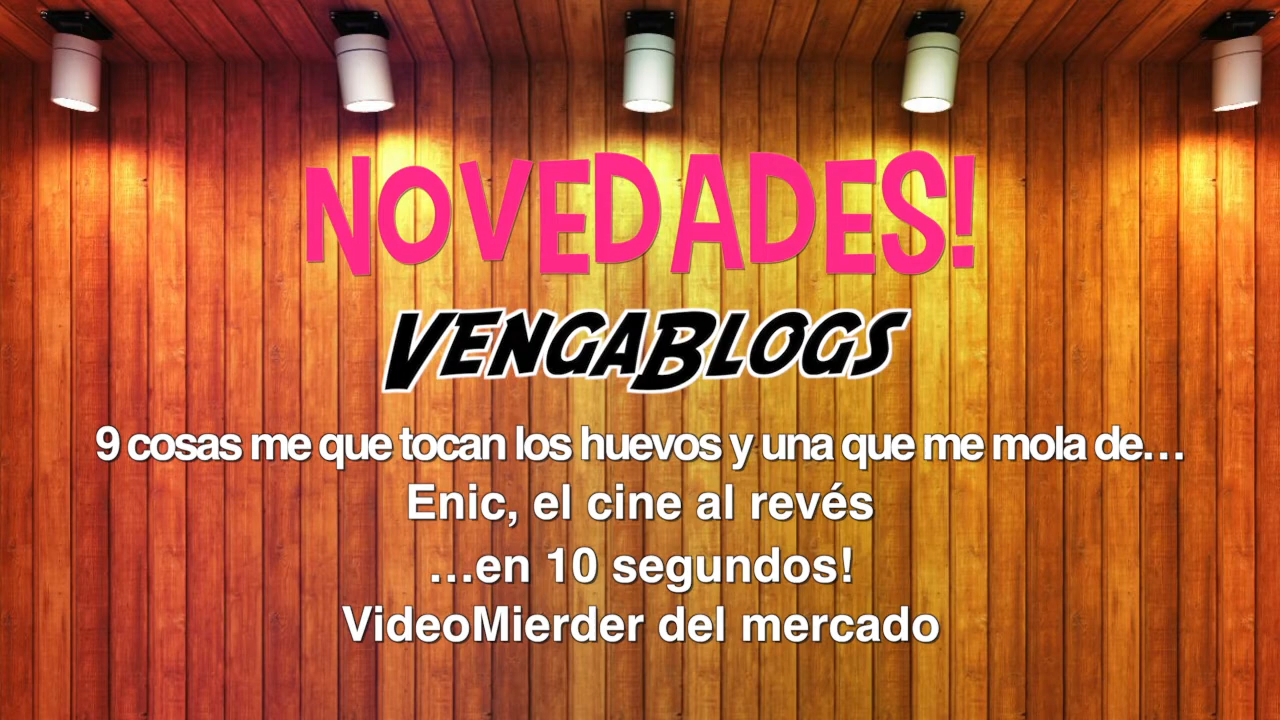 NOVEDADES!
VENGABLOGS
9 cosas me que tocan los huevos y una que me mola de...
Enic, el cine al revés
...en 10 segundos!
VideoMierder del mercado